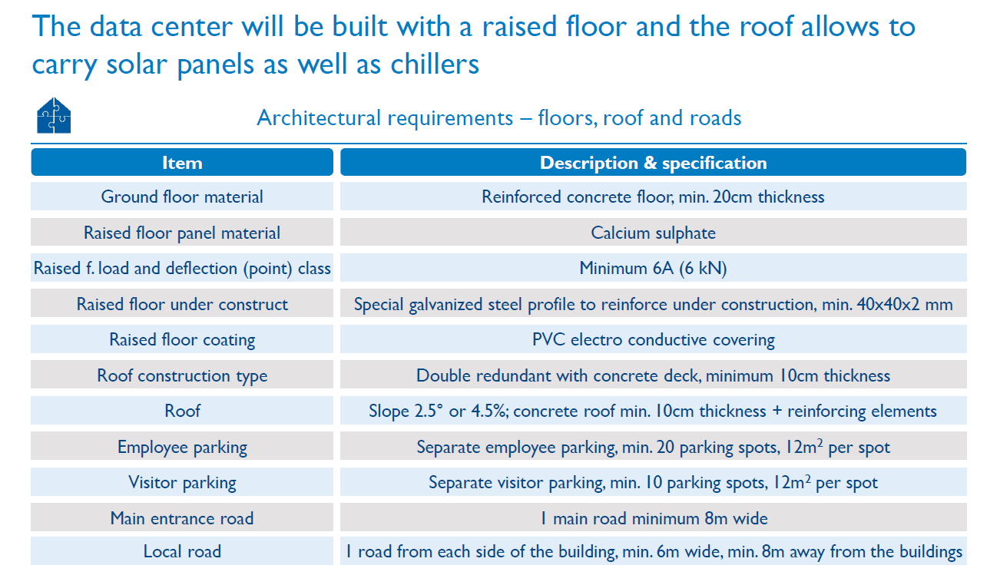 The data center will be built with a raised floor and the roof allows to
carry solar panels as well as chillers
Architectural requirements – floors, roof and roads
Item Description & specification
Ground floor material Reinforced concrete floor, min. 20cm thickness
Raised floor panel material Calcium sulphate
Raised f. load and deflection (point) class Minimum 6A (6 kN)
Raised floor under construct Special galvanized steel profile to reinforce under construction, min. 40x40x2 mm
Raised floor coating PVC electro conductive covering
Roof construction type Double redundant with concrete deck, minimum 10cm thickness
Roof Slope 2.5° or 4.5%; concrete roof min. 10cm thickness + reinforcing elements
Employee parking Separate employee parking, min. 20 parking spots, 12m² per spot
Visitor parking Separate visitor parking, min. 10 parking spots, 12m² per spot
Main entrance road 1 main road minimum 8m wide
Local road 1 road from each side of the building, min. 6m wide, min. 8m away from the buildings